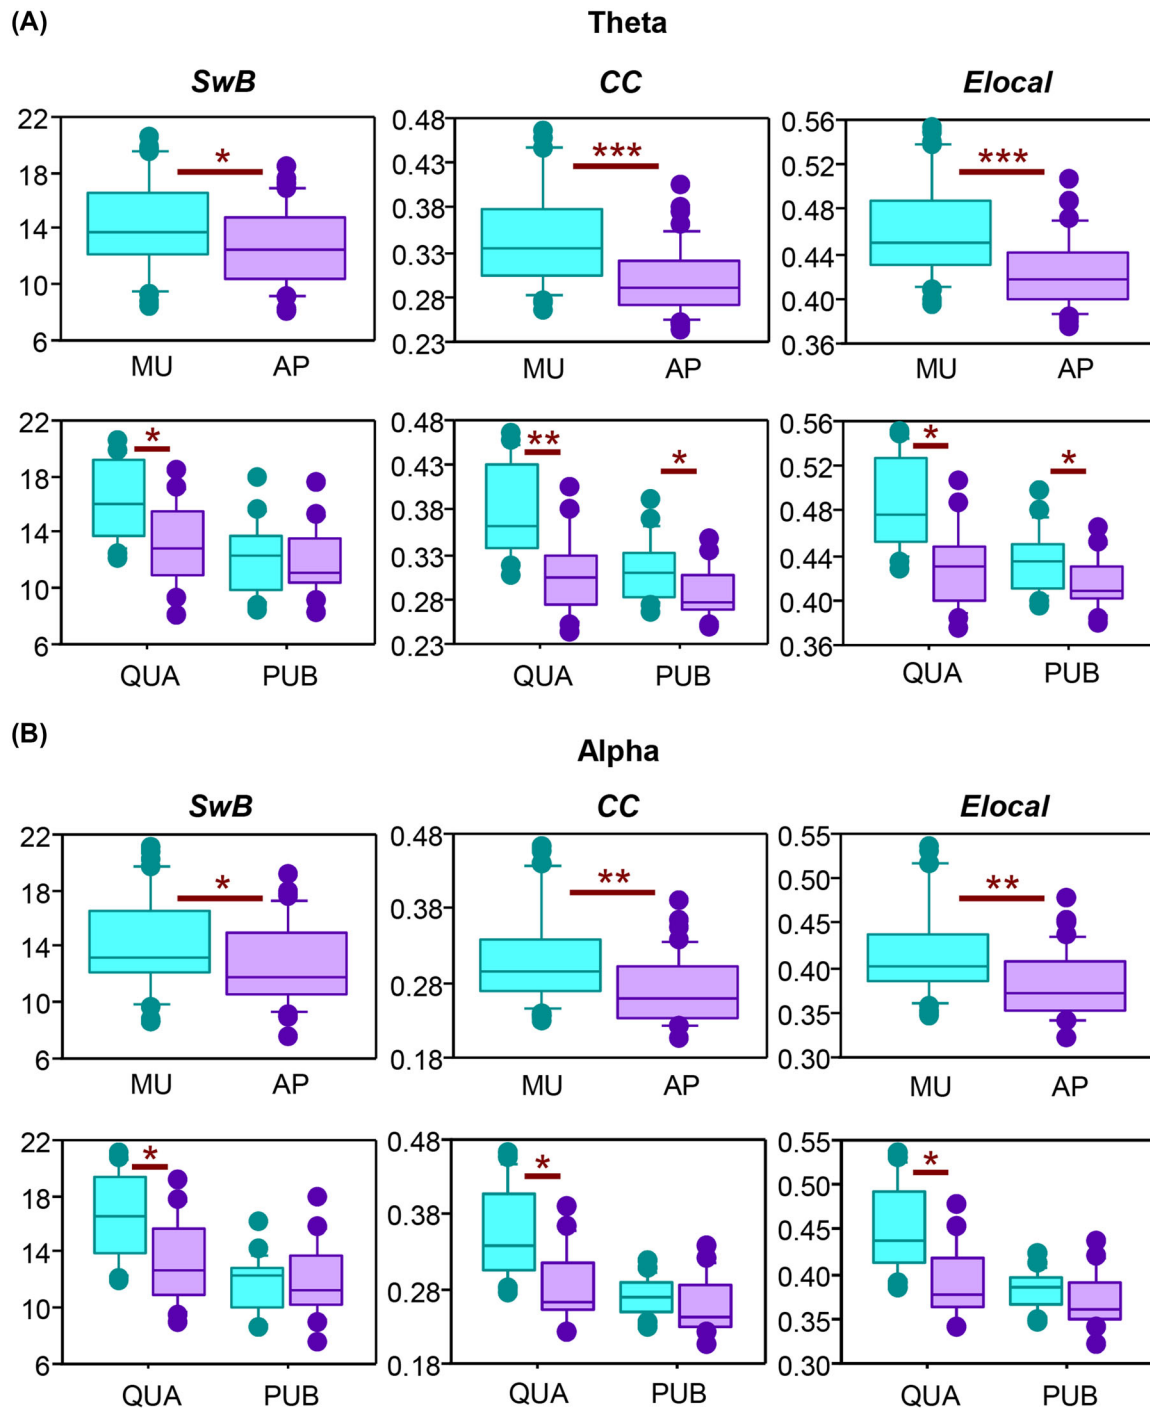 (A)
Theta
SwB CC Elocal
22 0.48 0.56
* *** ***
18 0.43 0.52
0.38 0.48
14 0.33 0.44
10 0.28 0.40
6 0.23 0.36
MU AP MU AP MU AP
22 0.48 0.56
* ** * * *
18 0.43 0.52
0.38 0.48
14 0.33 0.44
10 0.28 0.40
6 0.23 0.36
QUA PUB QUA PUB QUA PUB
(B)
Alpha
SwB CC Elocal
22 0.48 0.55
* ** **
18 0.38 0.50
14 0.45
10 0.28 0.40
0.35
6 0.18 0.30
MU AP MU AP MU AP
22 0.48 0.55
* * *
18 0.38 0.50
14 0.45
10 0.28 0.40
0.35
6 0.18 0.30
QUA PUB QUA PUB QUA PUB